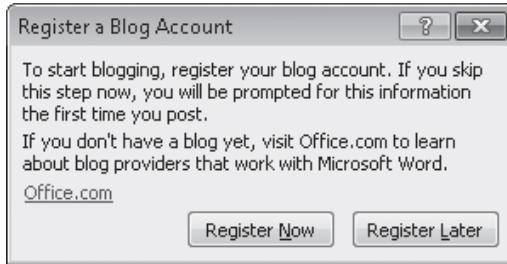 Register a Blog Account
To start blogging, register your blog account. If you skip
this step now, you will be prompted for this information
the first time you post.
If you don't have a blog yet, visit Office.com to learn
about blog providers that work with Microsoft Word.
Office.com
Register Now
Register Later